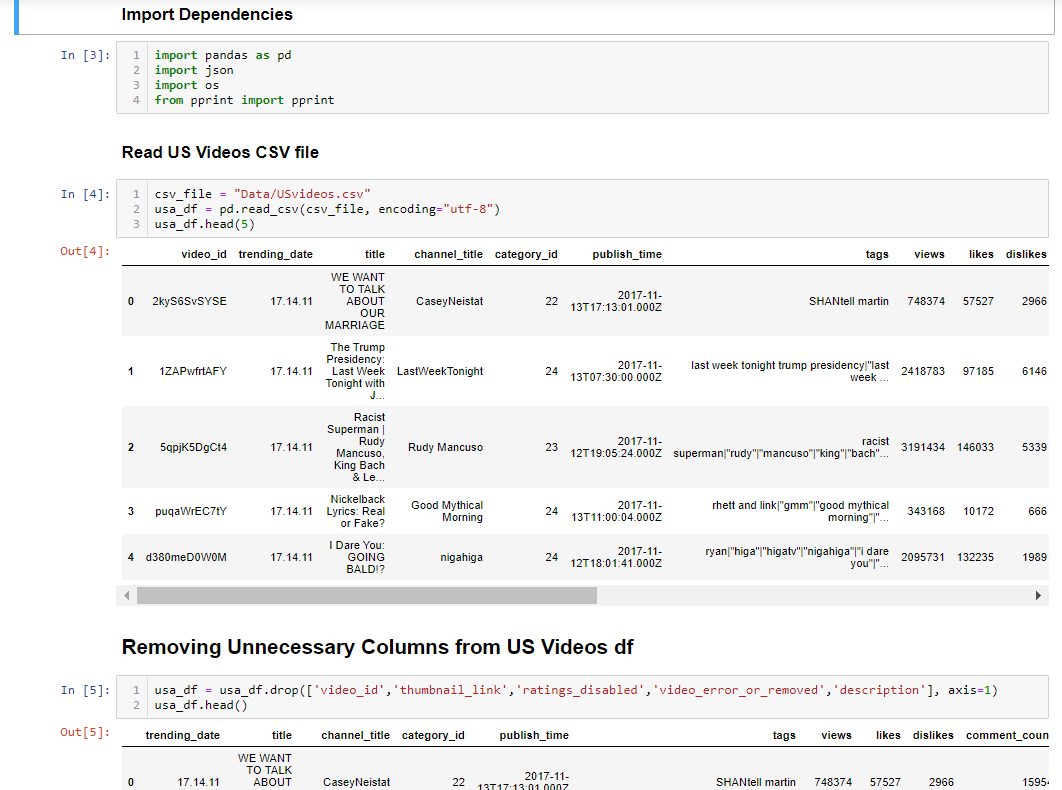 Import Dependencies
In [3]:
1 import pandas as pd
2 import json
3 import os
4 from pprint import pprint
Read US Videos CSV file
In [4]:
1 csv_file = "Data/USvideos.csv"
2 usa_df = pd.read_csv(csv_file, encoding="utf-8")
3 usa_df.head(5)
Out[4]:
video_id trending_date title channel_title category_id publish_time tags views likes dislikes
0 2kyS6SvSYSE 17.14.11 WE WANT TO TALK ABOUT OUR MARRIAGE CaseyNeistat 22 2017-11-13T17:13:01.000Z SHANtell martin 748374 57527 2966
1 1ZAPwfrtAFY 17.14.11 The Trump Presidency: Last Week Tonight with J... LastWeekTonight 24 2017-11-13T07:30:00.000Z last week tonight trump presidency|"last week ... 2418783 97185 6146
2 5qpjK5DgCt4 17.14.11 Racist Superman | Rudy Mancuso, King Bach & Le... Rudy Mancuso 23 2017-11-12T19:05:24.000Z racist superman|"rudy"|"mancuso"|"king"|"bach"... 3191434 146033 5339
3 puqaWrEC7tY 17.14.11 Nickelback Lyrics: Real or Fake? Good Mythical Morning 24 2017-11-13T11:00:04.000Z rhett and link|"gmm"|"good mythical morning"|"... 343168 10172 666
4 d380meD0W0M 17.14.11 I Dare You: GOING BALD!? nigahiga 24 2017-11-12T18:01:41.000Z ryan|"higa"|"higatv"|"nigahiga"|"i dare you"|"... 2095731 132235 1989
Removing Unnecessary Columns from US Videos df
In [5]:
1 usa_df = usa_df.drop(['video_id','thumbnail_link','ratings_disabled','video_error_or_removed','description'], axis=1)
2 usa_df.head()
Out[5]:
trending_date title channel_title category_id publish_time tags views likes dislikes comment_coun
0 17.14.11 WE WANT TO TALK ABOUT CaseyNeistat 22 2017-11-13T17:13:01.000Z SHANtell martin 748374 57527 2966 1595